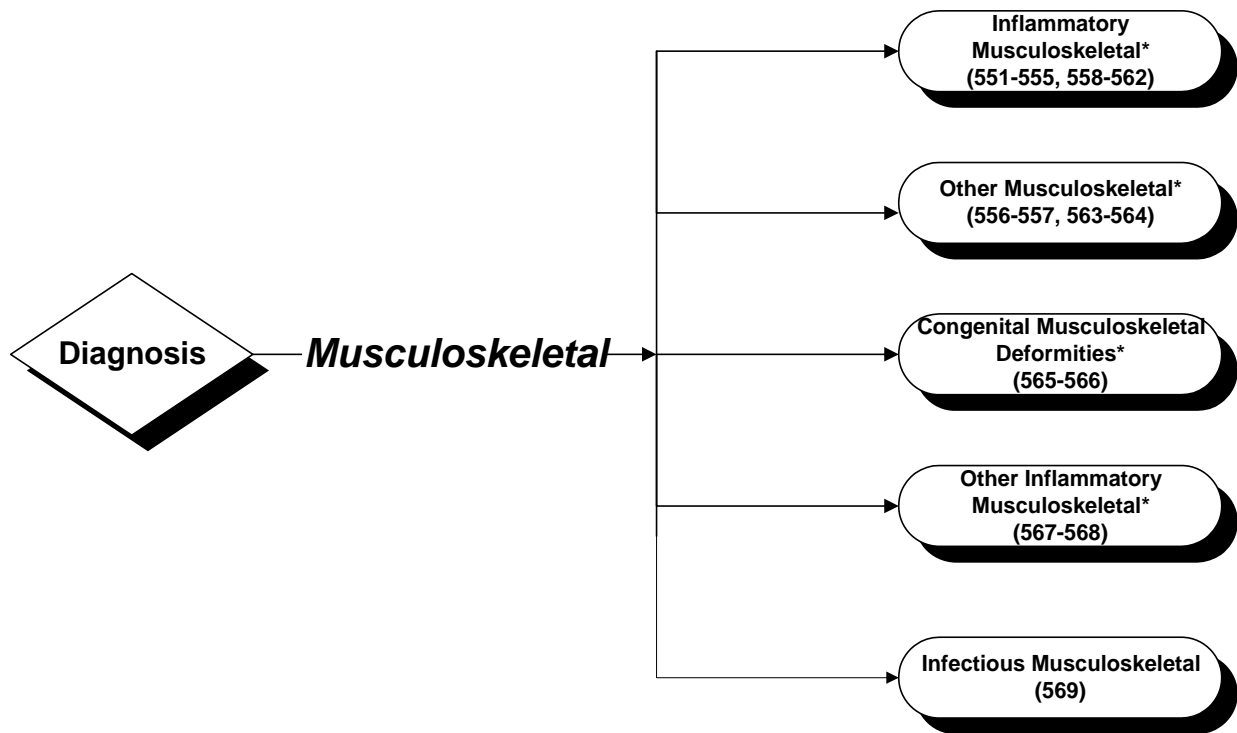 Diagnosis
Musculoskeletal
Inflammatory
Musculoskeletal*
(551-555, 558-562)
Other Musculoskeletal*
(556-557, 563-564)
Congenital Musculoskeletal
Deformities*
(565-566)
Other Inflammatory
Musculoskeletal*
(567-568)
Infectious Musculoskeletal
(569)